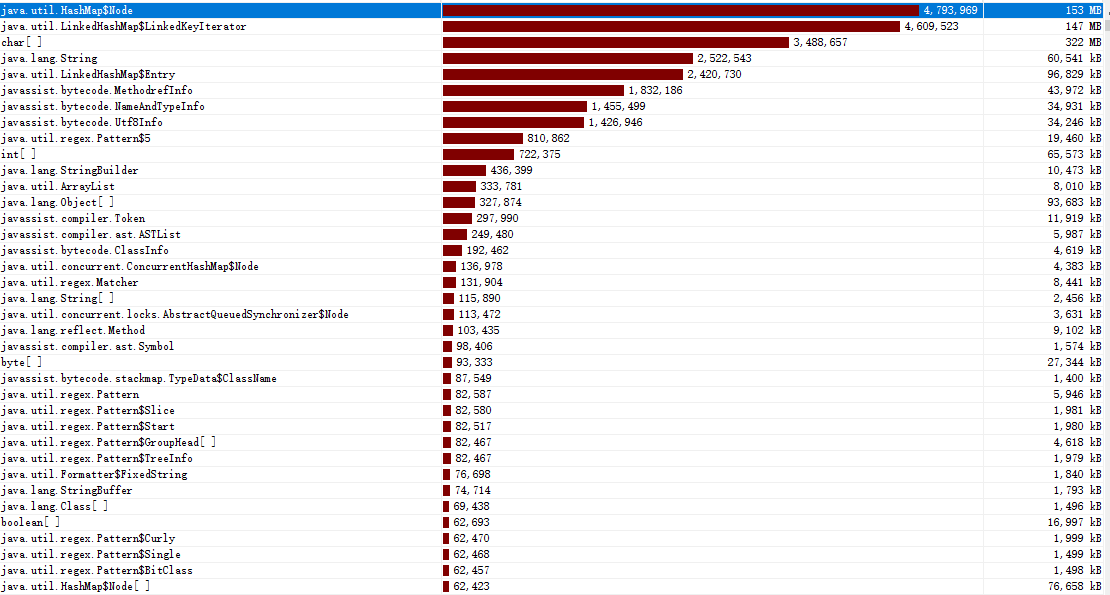 java.util.HashMap$Node 4,793,969 153 MB
java.util.LinkedHashMap$LinkedKeyIterator 4,609,523 147 MB
char[ ] 3,488,657 322 MB
java.lang.String 2,522,543 60,541 kB
java.util.LinkedHashMap$Entry 2,420,730 96,829 kB
javassist.bytecode.MethodrefInfo 1,832,186 43,972 kB
javassist.bytecode.NameAndTypeInfo 1,455,499 34,931 kB
javassist.bytecode.Utf8Info 1,426,946 34,246 kB
java.util.regex.Pattern$5 810,862 19,460 kB
int[ ] 722,375 65,573 kB
java.lang.StringBuilder 436,399 10,473 kB
java.util.ArrayList 333,781 8,010 kB
java.lang.Object[ ] 327,874 93,683 kB
javassist.compiler.Token 297,990 11,919 kB
javassist.compiler.ast.ASTList 249,480 5,987 kB
javassist.bytecode.ClassInfo 192,462 4,619 kB
java.util.concurrent.ConcurrentHashMap$Node 136,978 4,383 kB
java.util.regex.Matcher 131,904 8,441 kB
java.lang.String[ ] 115,890 2,456 kB
java.util.concurrent.locks.AbstractQueuedSynchronizer$Node 113,472 3,631 kB
java.lang.reflect.Method 103,435 9,102 kB
javassist.compiler.ast.Symbol 98,406 1,574 kB
byte[ ] 93,333 27,344 kB
javassist.bytecode.stackmap.TypeData$ClassName 87,549 1,400 kB
java.util.regex.Pattern 82,587 5,946 kB
java.util.regex.Pattern$Slice 82,580 1,981 kB
java.util.regex.Pattern$Start 82,517 1,980 kB
java.util.regex.Pattern$GroupHead[ ] 82,467 4,618 kB
java.util.regex.Pattern$TreeInfo 82,467 1,979 kB
java.util.Formatter$FixedString 76,698 1,840 kB
java.lang.StringBuffer 74,714 1,793 kB
java.lang.Class[ ] 69,438 1,496 kB
boolean[ ] 62,693 16,997 kB
java.util.regex.Pattern$Curly 62,470 1,999 kB
java.util.regex.Pattern$Single 62,468 1,499 kB
java.util.regex.Pattern$BitClass 62,457 1,498 kB
java.util.HashMap$Node[ ] 62,423 76,658 kB